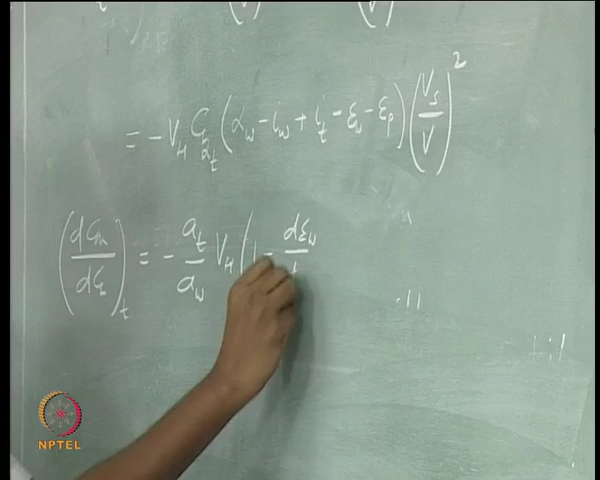 = - V_H C_{L_{α_t}} (α_w - i_w + i_t - ε_w - ε_p) (V_s / V)^2
(dC_m / dC_L)_t = - a_t / a_w V_H (1 - dε_w
NPTEL